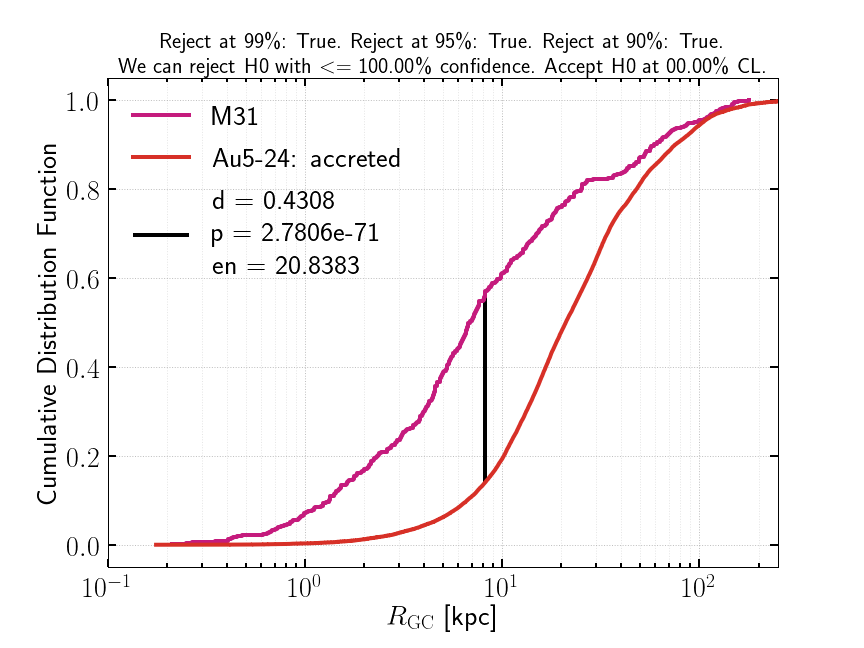 Reject at 99%: True. Reject at 95%: True. Reject at 90%: True.
We can reject H0 with <= 100.00% confidence. Accept H0 at 00.00% CL.
M31
Au5-24: accreted
d = 0.4308
p = 2.7806e-71
en = 20.8383
Cumulative Distribution Function
1.0
0.8
0.6
0.4
0.2
0.0
10⁻¹ 10⁰ 10¹ 10²
R_GC [kpc]